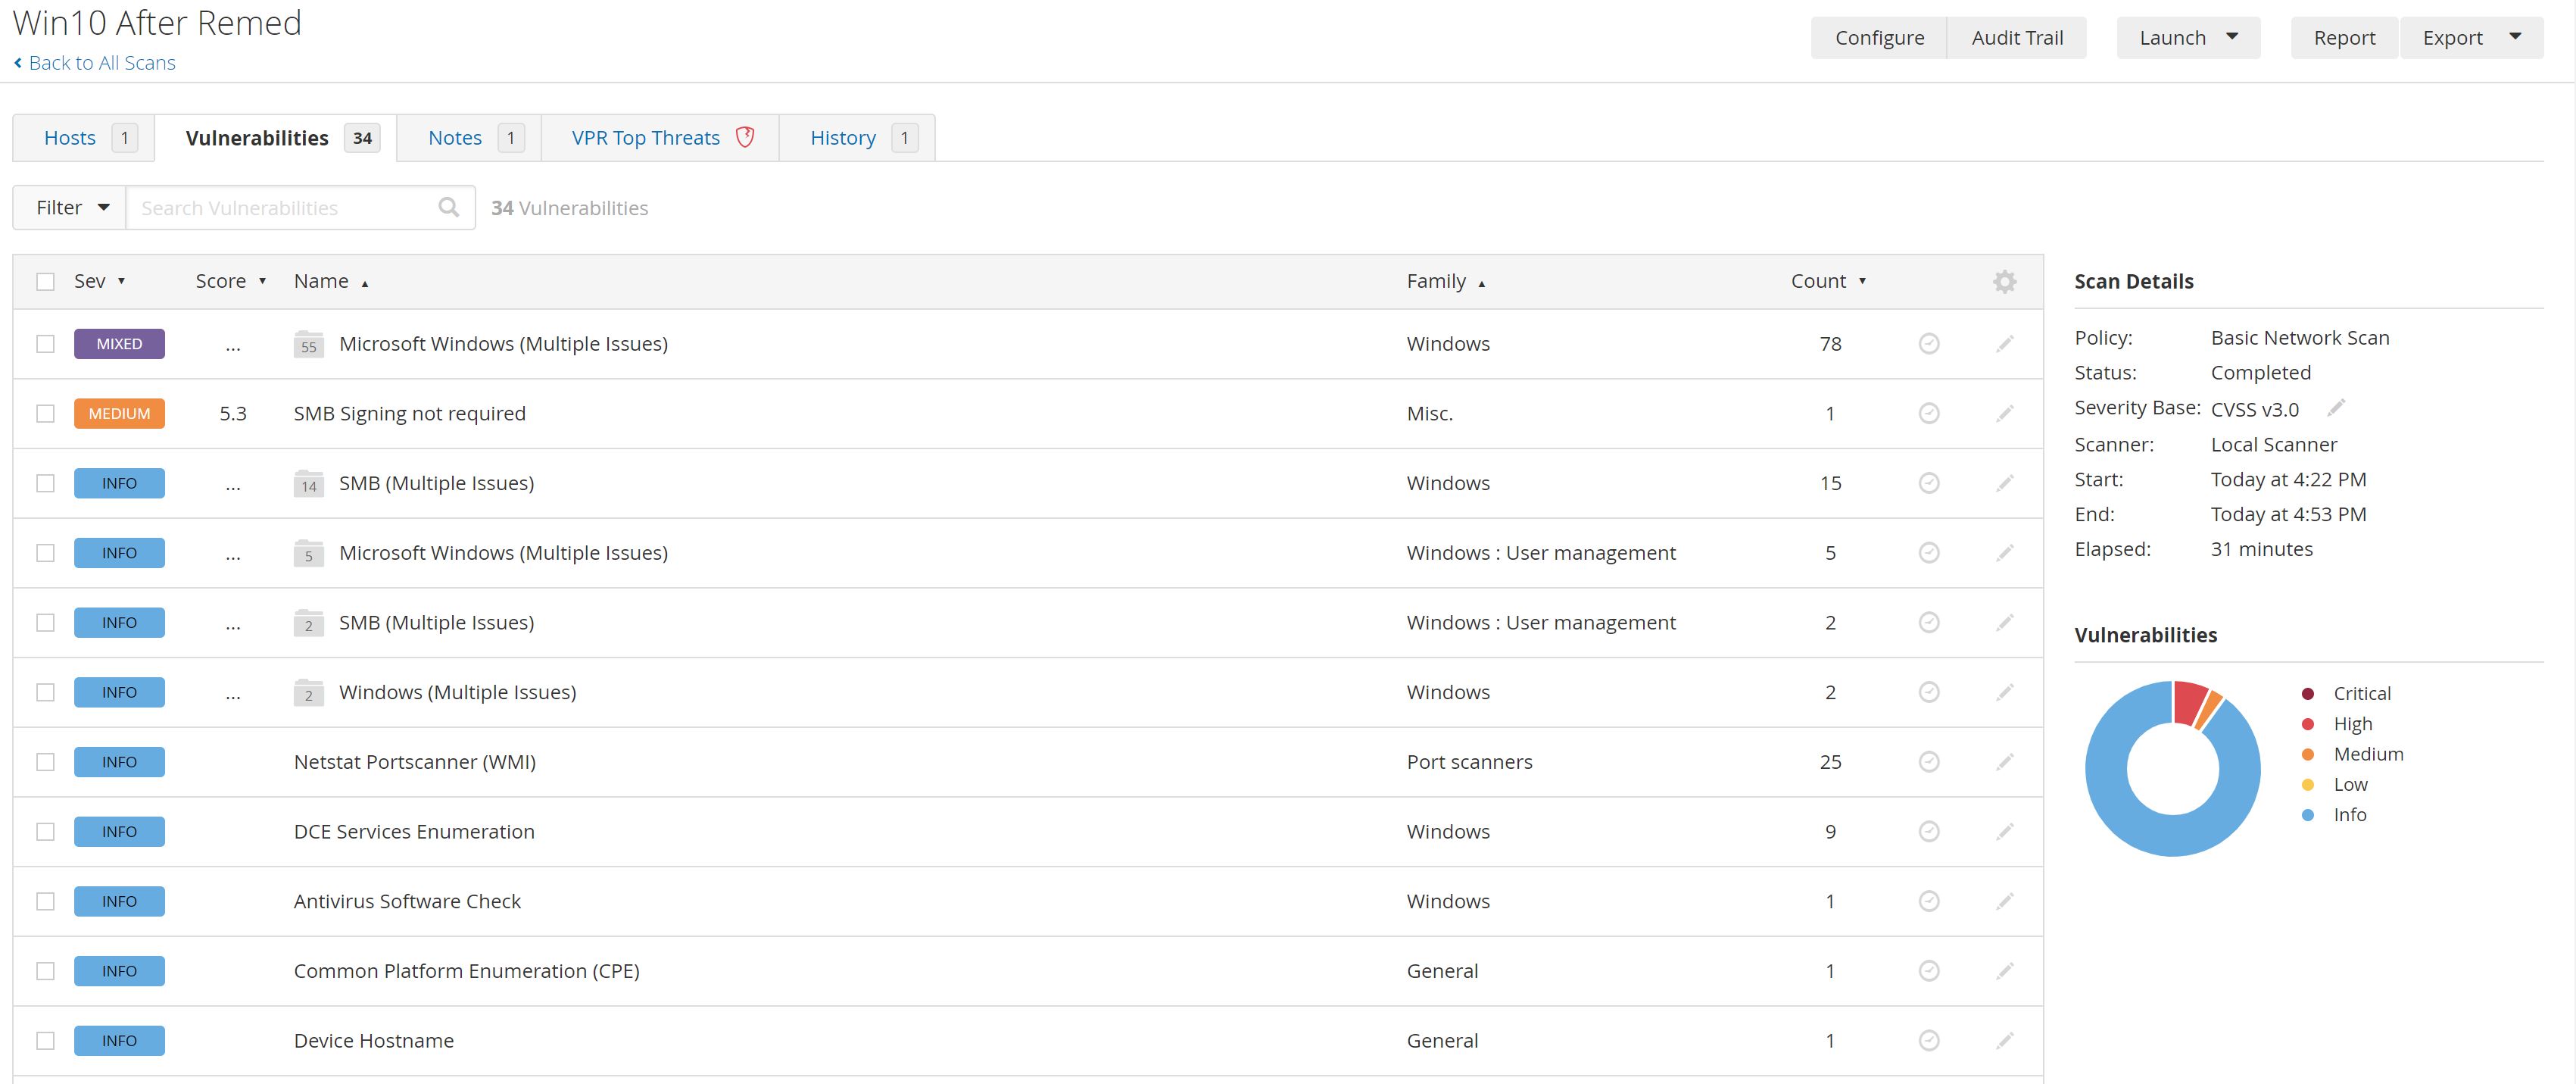 Win10 After Remed
Back to All Scans
Configure Audit Trail Launch Report Export
Hosts 1 Vulnerabilities 34 Notes 1 VPR Top Threats History 1
Filter Search Vulnerabilities 34 Vulnerabilities
Sev Score Name Family Count
MIXED ... 55 Microsoft Windows (Multiple Issues) Windows 78
MEDIUM 5.3 SMB Signing not required Misc. 1
INFO ... 14 SMB (Multiple Issues) Windows 15
INFO ... 5 Microsoft Windows (Multiple Issues) Windows : User management 5
INFO ... 2 SMB (Multiple Issues) Windows : User management 2
INFO ... 2 Windows (Multiple Issues) Windows 2
INFO Netstat Portscanner (WMI) Port scanners 25
INFO DCE Services Enumeration Windows 9
INFO Antivirus Software Check Windows 1
INFO Common Platform Enumeration (CPE) General 1
INFO Device Hostname General 1
Scan Details
Policy: Basic Network Scan
Status: Completed
Severity Base: CVSS v3.0
Scanner: Local Scanner
Start: Today at 4:22 PM
End: Today at 4:53 PM
Elapsed: 31 minutes
Vulnerabilities
Critical
High
Medium
Low
Info